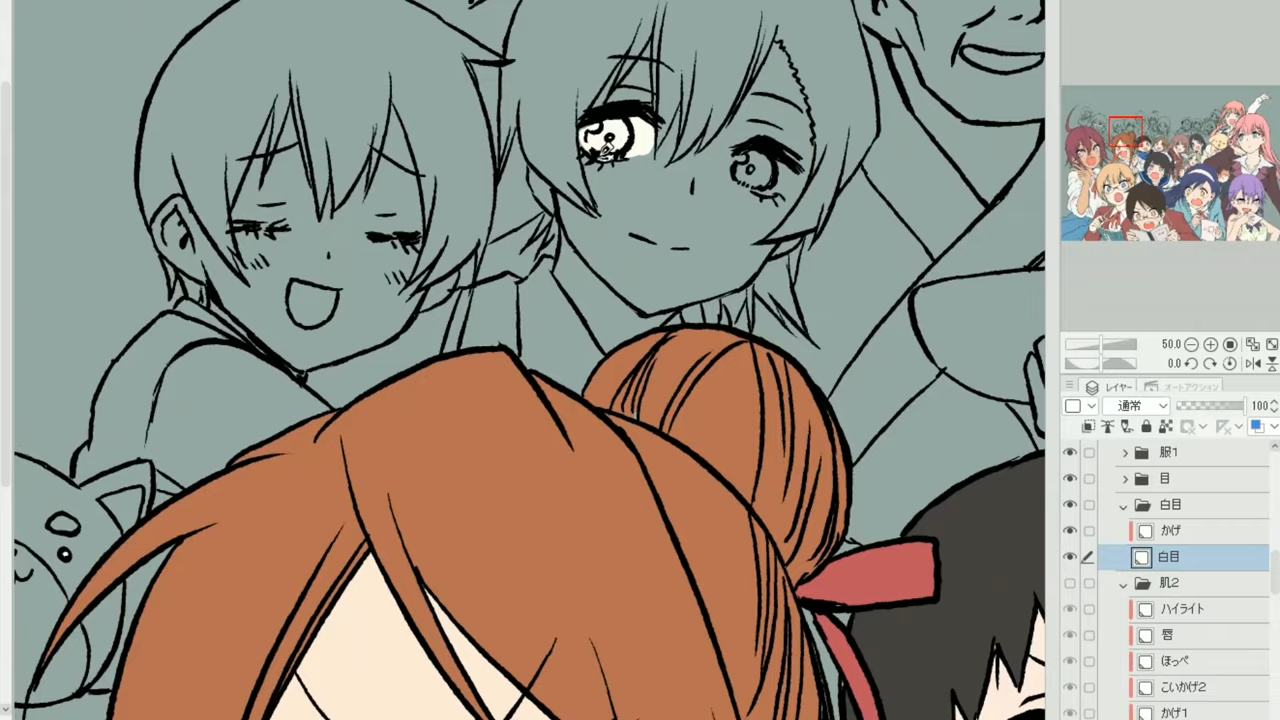 50.0
0.0
レイヤー オートアクション
通常 100
服1
目
白目
かげ
白目
肌2
ハイライト
唇
ほっぺ
こいかげ2
かげ1